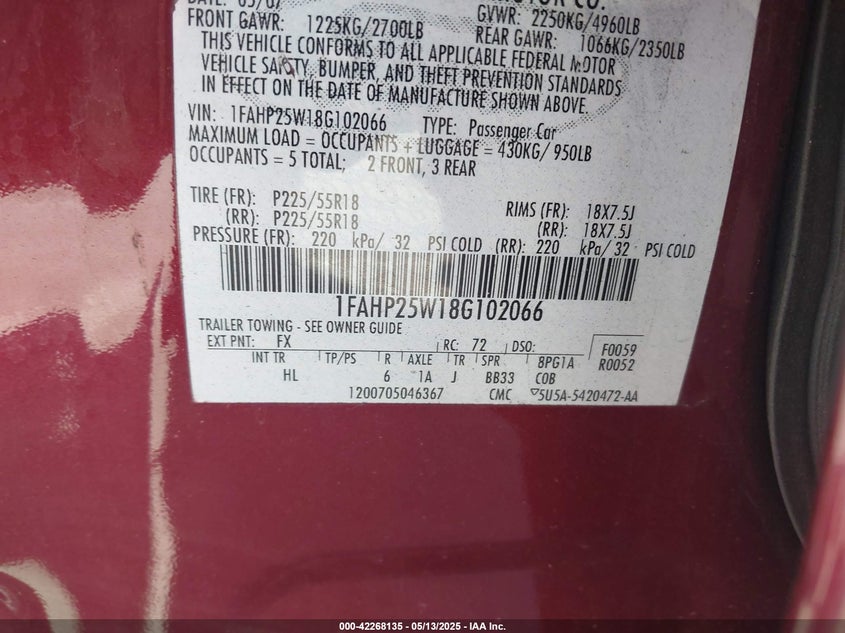 DATE: 05/07
MOTOR CO.
FRONT GAWR: 1225KG/2700LB
GVWR: 2250KG/4960LB
REAR GAWR: 1066KG/2350LB
THIS VEHICLE CONFORMS TO ALL APPLICABLE FEDERAL MOTOR
VEHICLE SAFETY, BUMPER, AND THEFT PREVENTION STANDARDS
IN EFFECT ON THE DATE OF MANUFACTURE SHOWN ABOVE.
VIN: 1FAHP25W18G102066 TYPE: Passenger Car
MAXIMUM LOAD = OCCUPANTS + LUGGAGE = 430KG/ 950LB
OCCUPANTS = 5 TOTAL; 2 FRONT, 3 REAR
TIRE (FR): P225/55R18 RIMS (FR): 18X7.5J
(RR): P225/55R18 (RR): 18X7.5J
PRESSURE (FR): 220 kPa/ 32 PSI COLD (RR): 220 kPa/ 32 PSI COLD
1FAHP25W18G102066
TRAILER TOWING - SEE OWNER GUIDE
EXT PNT: FX RC: 72 DSO: F0059
INT TR TP/PS R AXLE TR SPR 8PG1A R0052
HL 6 1A J BB33 COB
1200705046367 CMC 5U5A-5420472-AA
000-42268135 - 05/13/2025 - IAA Inc.